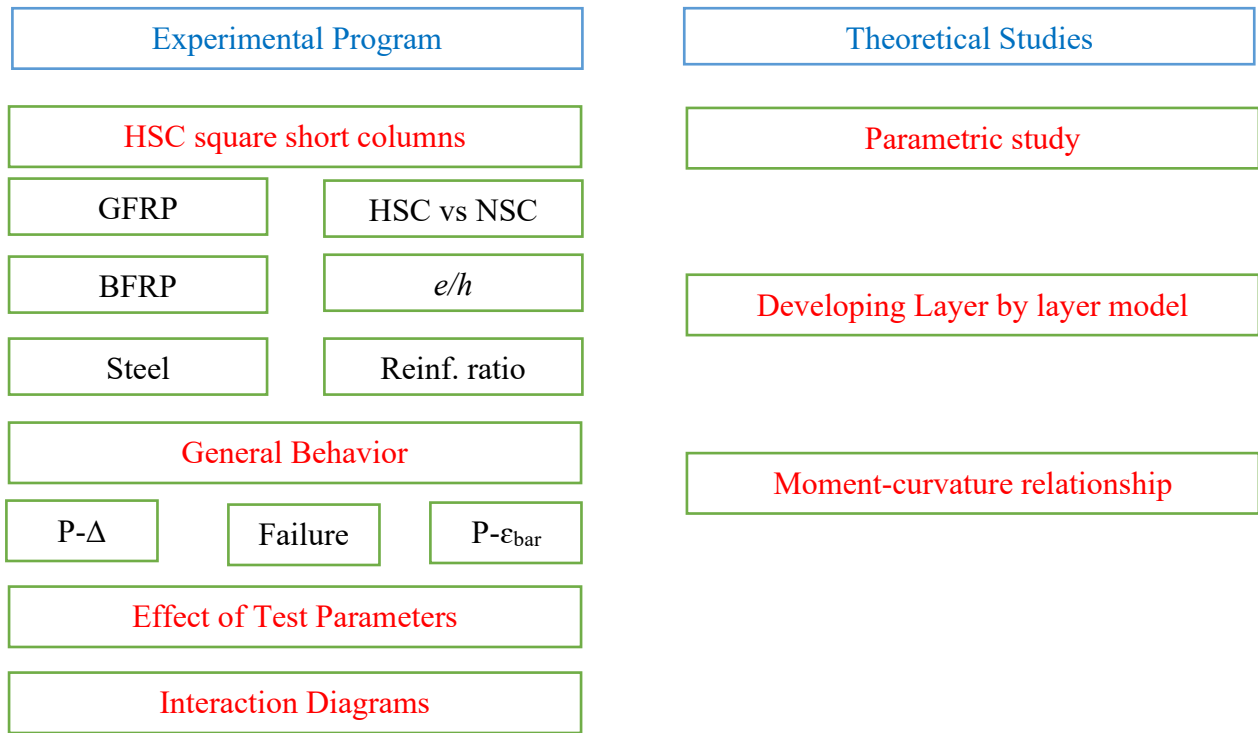 Experimental Program
HSC square short columns
GFRP
HSC vs NSC
BFRP
e/h
Steel
Reinf. ratio
General Behavior
P-Δ
Failure
P-εbar
Effect of Test Parameters
Interaction Diagrams
Theoretical Studies
Parametric study
Developing Layer by layer model
Moment-curvature relationship